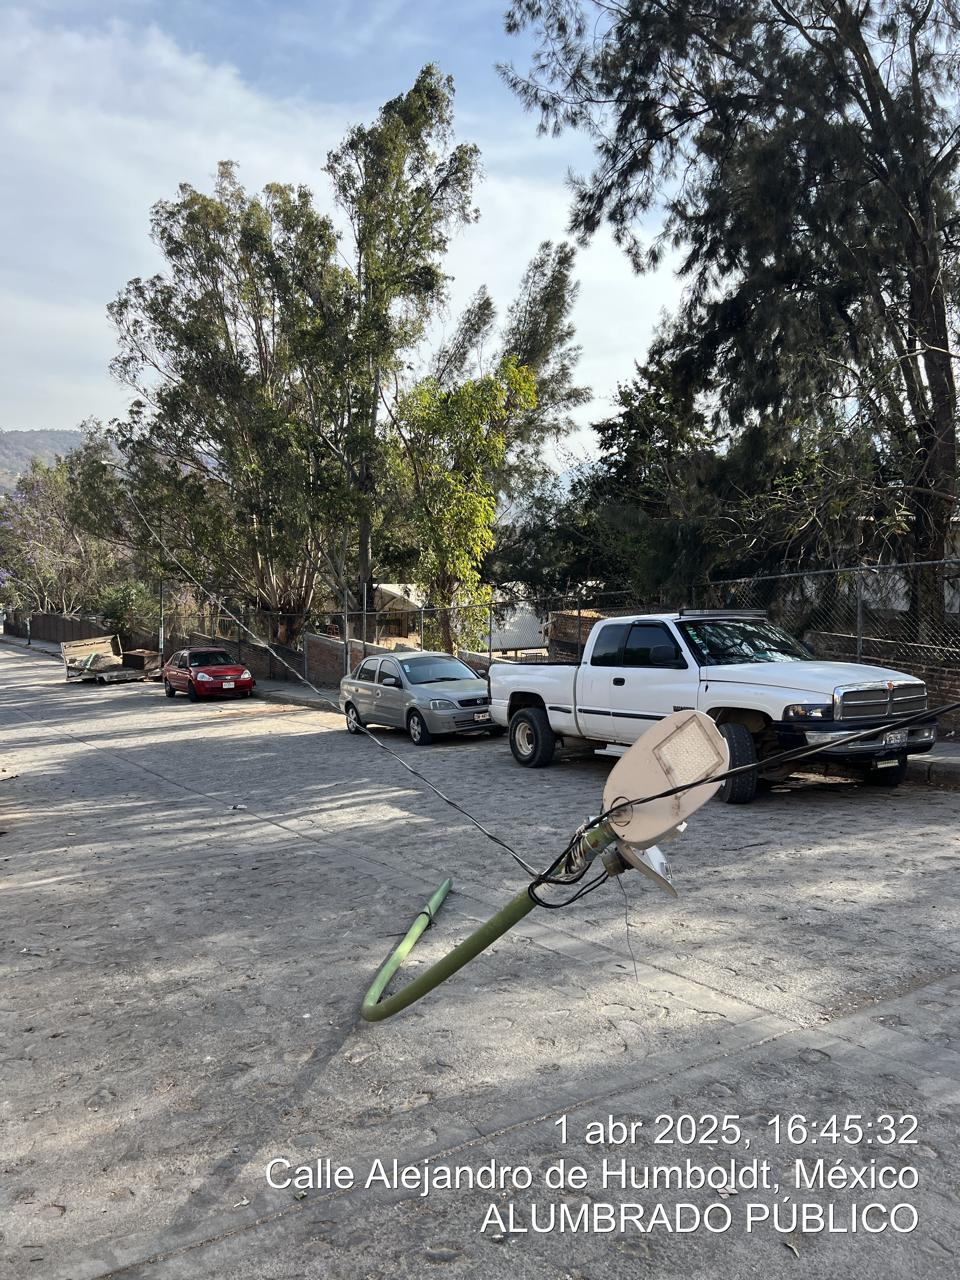 1 abr 2025, 16:45:32
Calle Alejandro de Humboldt, México
ALUMBRADO PÚBLICO